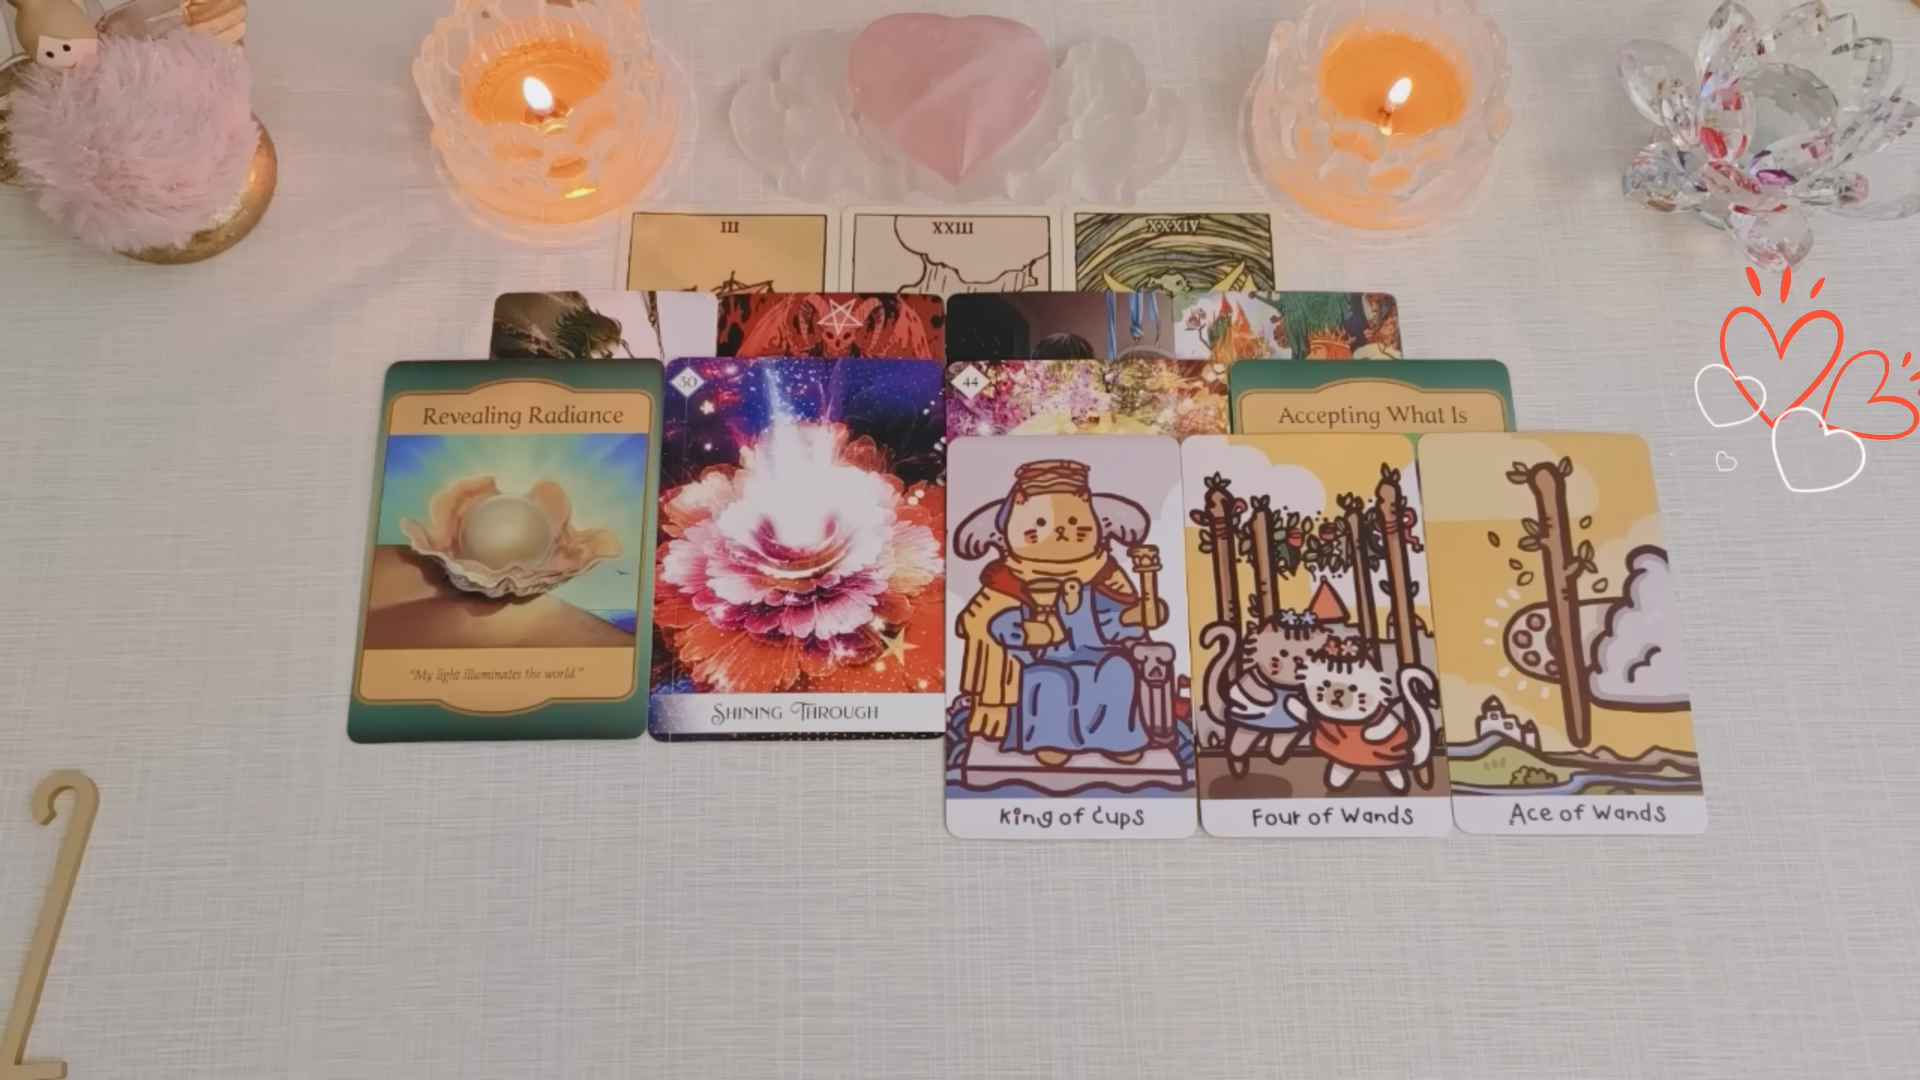 III
XXIII
XXXIV
30
44
Revealing Radiance
Accepting What Is
"My light illuminates the world."
SHINING THROUGH
King of Cups
Four of Wands
Ace of Wands
2